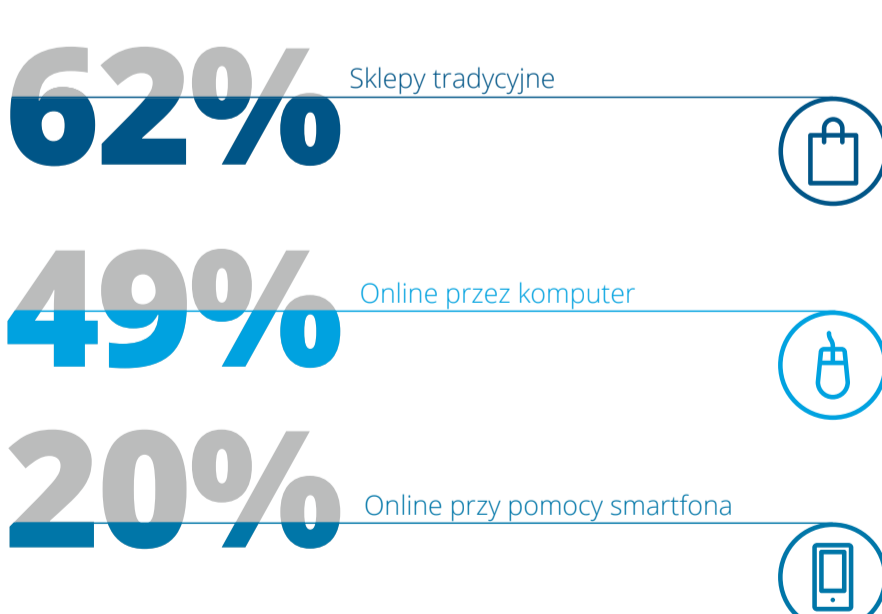 62% Sklepy tradycyjne
49% Online przez komputer
20% Online przy pomocy smartfona